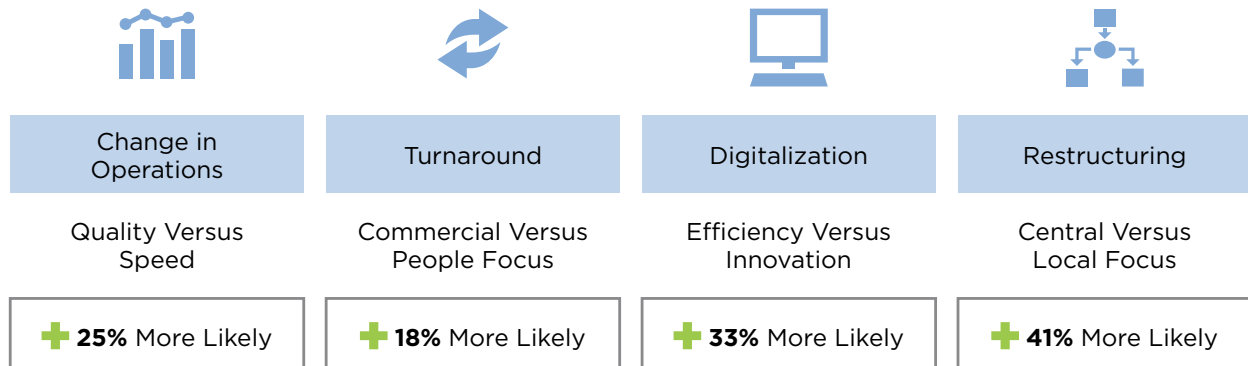 Change in
Operations
Quality Versus
Speed
25% More Likely
Turnaround
Commercial Versus
People Focus
18% More Likely
Digitalization
Efficiency Versus
Innovation
33% More Likely
Restructuring
Central Versus
Local Focus
41% More Likely